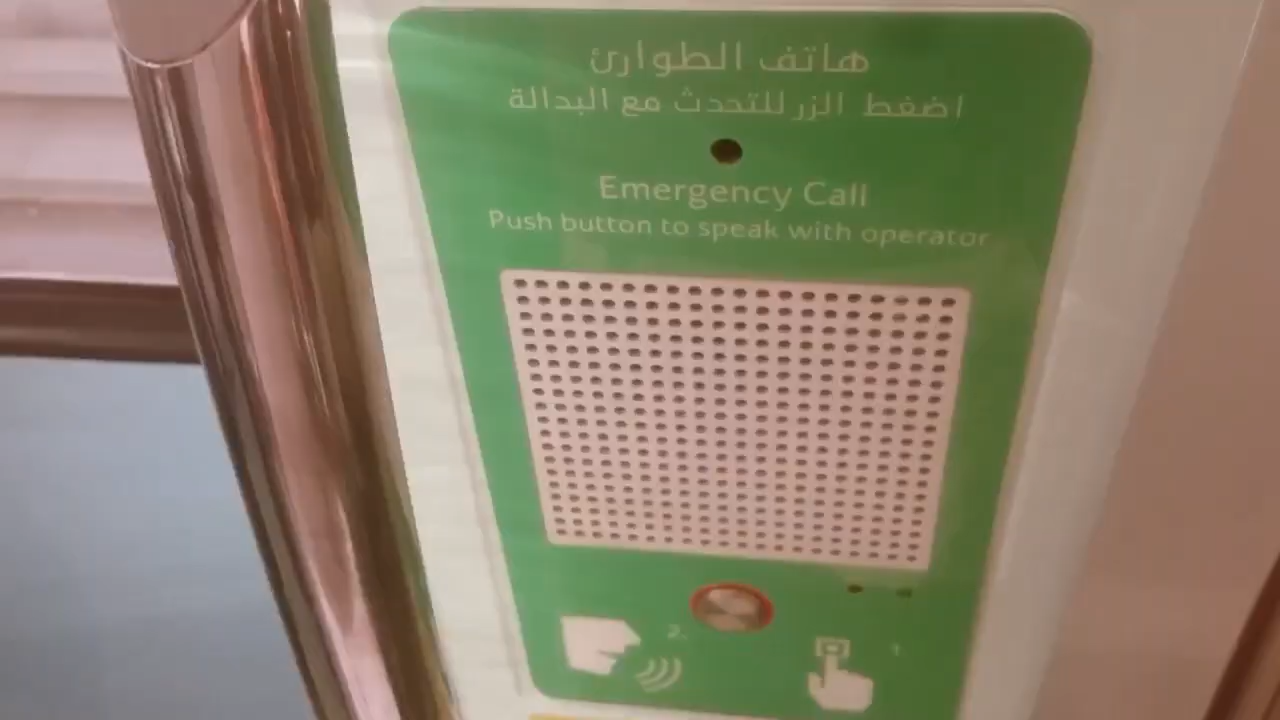 هاتف الطوارئ
اضغط الزر للتحدث مع البدالة
Emergency Call
Push button to speak with operator
2.
1.